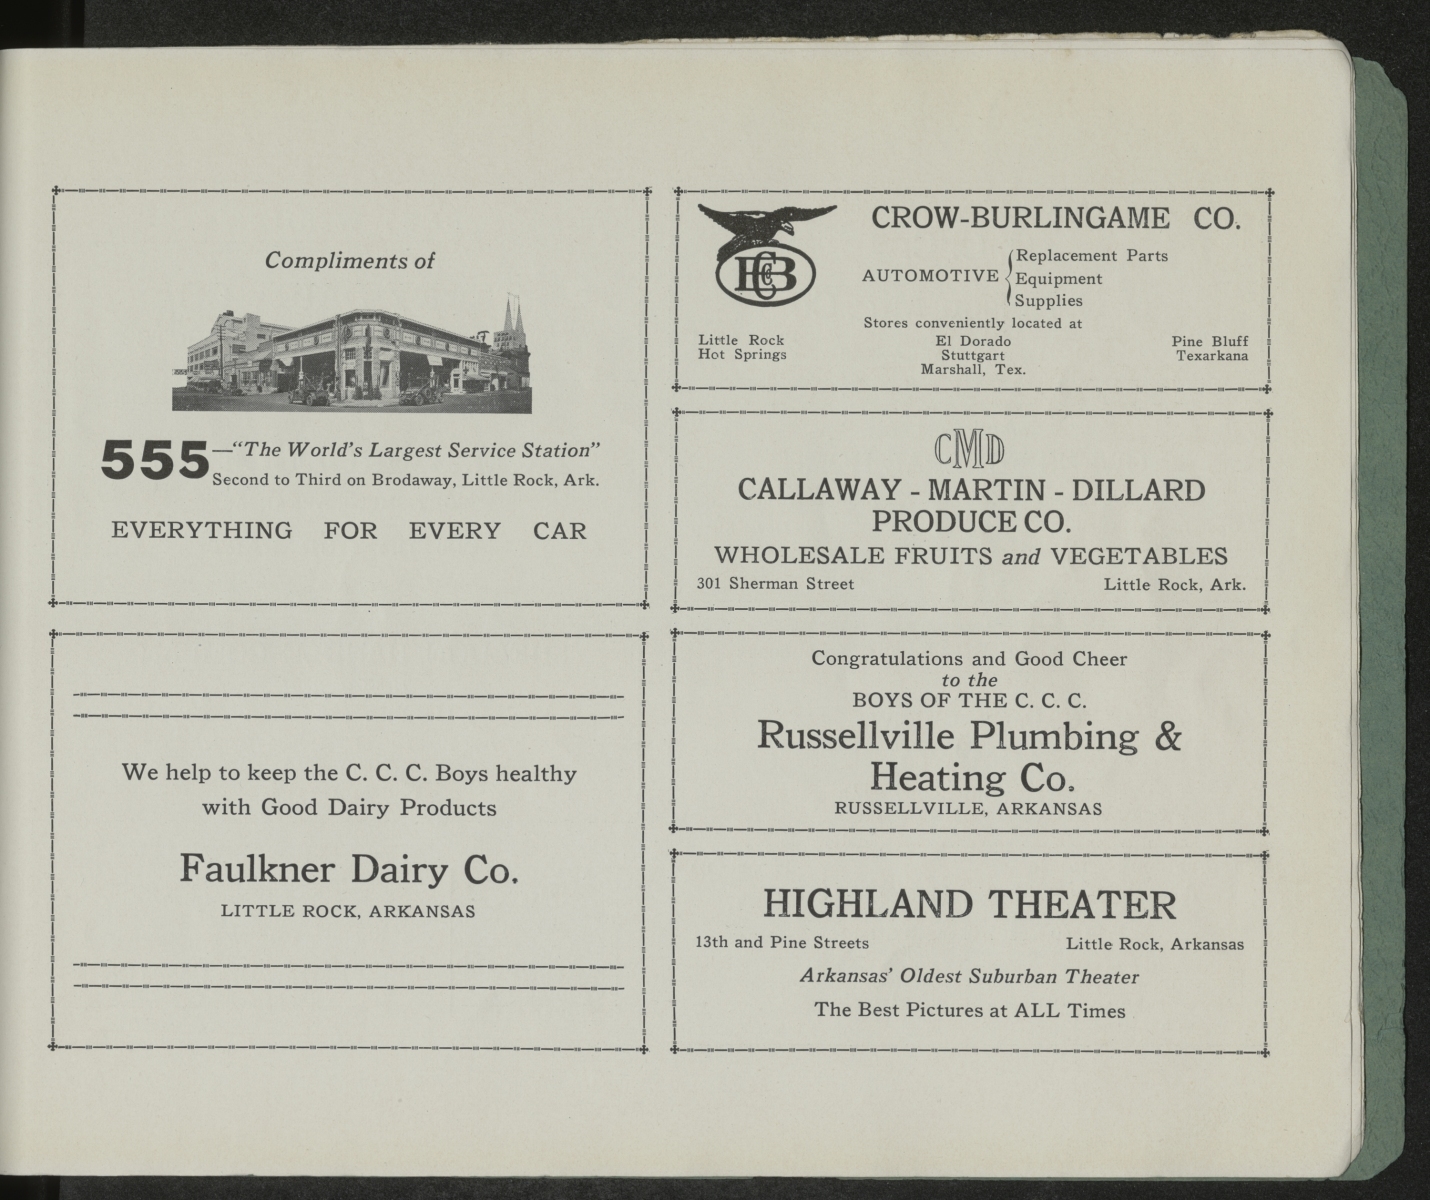 Compliments of
555—“The World's Largest Service Station”
Second to Third on Brodaway, Little Rock, Ark.
EVERYTHING FOR EVERY CAR
We help to keep the C. C. C. Boys healthy
with Good Dairy Products
Faulkner Dairy Co.
LITTLE ROCK, ARKANSAS
CROW-BURLINGAME CO.
AUTOMOTIVE
Replacement Parts
Equipment
Supplies
Stores conveniently located at
Little Rock
Hot Springs
El Dorado
Stuttgart
Marshall, Tex.
Pine Bluff
Texarkana
CMD
CALLAWAY - MARTIN - DILLARD
PRODUCE CO.
WHOLESALE FRUITS and VEGETABLES
301 Sherman Street Little Rock, Ark.
Congratulations and Good Cheer
to the
BOYS OF THE C. C. C.
Russellville Plumbing &
Heating Co.
RUSSELLVILLE, ARKANSAS
HIGHLAND THEATER
13th and Pine Streets Little Rock, Arkansas
Arkansas' Oldest Suburban Theater
The Best Pictures at ALL Times